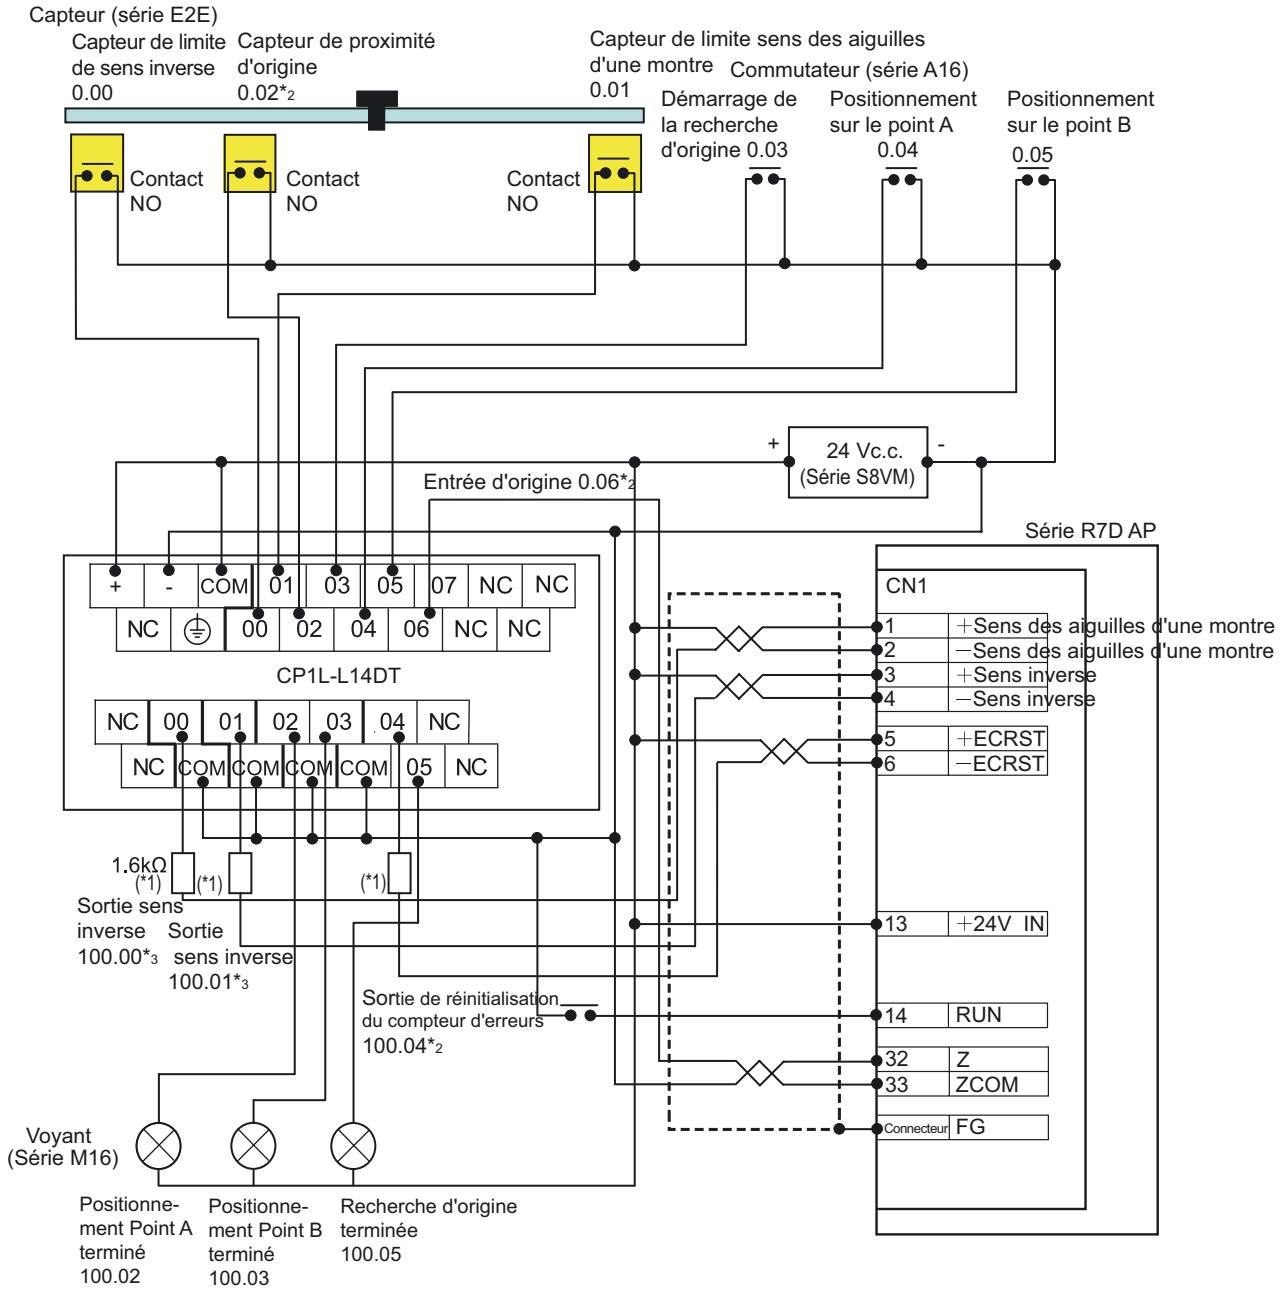 Capteur (série E2E)
Capteur de limite
de sens inverse
0.00
Capteur de proximité
d'origine
0.02*2
Capteur de limite sens des aiguilles
d'une montre
0.01
Commutateur (série A16)
Démarrage de
la recherche
d'origine 0.03
Positionnement
sur le point A
0.04
Positionnement
sur le point B
0.05
Contact
NO
Contact
NO
Contact
NO
+
24 Vc.c.
(Série S8VM)
-
Entrée d'origine 0.06*2
Série R7D AP
+ - COM 01 03 05 07 NC NC
NC 00 02 04 06 NC NC
CP1L-L14DT
NC 00 01 02 03 04 NC
NC COM COM COM COM 05 NC
CN1
1 +Sens des aiguilles d'une montre
2 −Sens des aiguilles d'une montre
3 +Sens inverse
4 −Sens inverse
5 +ECRST
6 −ECRST
13 +24V IN
14 RUN
32 Z
33 ZCOM
Connecteur FG
1.6kΩ
(*1)
(*1)
(*1)
Sortie sens
inverse
100.00*3
Sortie
sens inverse
100.01*3
Sortie de réinitialisation
du compteur d'erreurs
100.04*2
Voyant
(Série M16)
Positionne-
ment Point A
terminé
100.02
Positionne-
ment Point B
terminé
100.03
Recherche d'origine
terminée
100.05